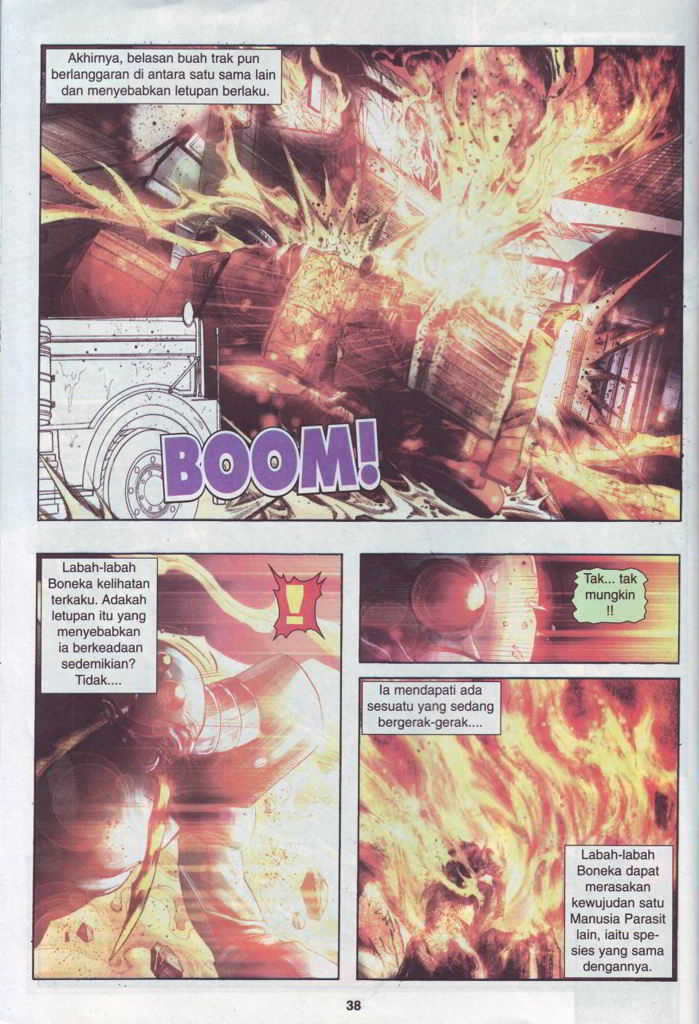 Akhirnya, belasan buah trak pun
berlanggaran di antara satu sama lain
dan menyebabkan letupan berlaku.
BOOM!
Labah-labah
Boneka kelihatan
terkaku. Adakah
letupan itu yang
menyebabkan
ia berkeadaan
sedemikian?
Tidak....
!
Tak... tak
mungkin
!!
Ia mendapati ada
sesuatu yang sedang
bergerak-gerak....
Labah-labah
Boneka dapat
merasakan
kewujudan satu
Manusia Parasit
lain, iaitu spe-
sies yang sama
dengannya.
38